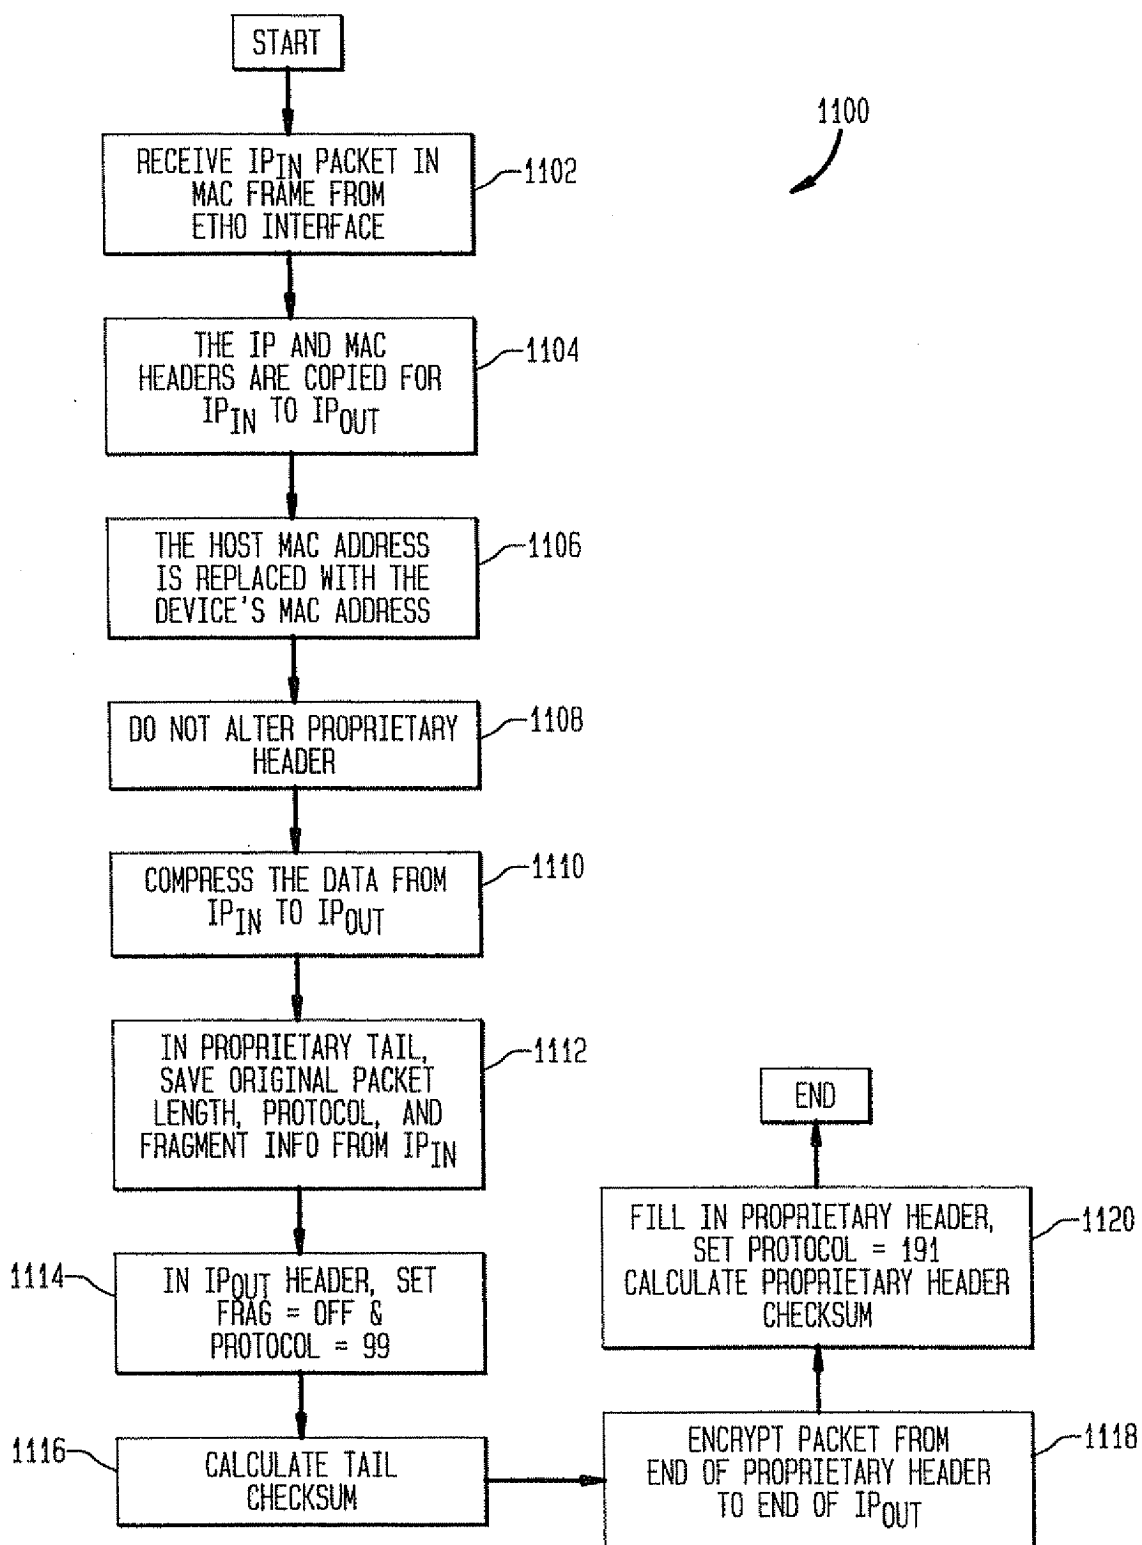 START
1100
RECEIVE IPIN PACKET IN
MAC FRAME FROM
ETHO INTERFACE
1102
THE IP AND MAC
HEADERS ARE COPIED FOR
IPIN TO IPOUT
1104
THE HOST MAC ADDRESS
IS REPLACED WITH THE
DEVICE'S MAC ADDRESS
1106
DO NOT ALTER PROPRIETARY
HEADER
1108
COMPRESS THE DATA FROM
IPIN TO IPOUT
1110
IN PROPRIETARY TAIL,
SAVE ORIGINAL PACKET
LENGTH, PROTOCOL, AND
FRAGMENT INFO FROM IPIN
1112
1114
IN IPOUT HEADER, SET
FRAG = OFF &
PROTOCOL = 99
1116
CALCULATE TAIL
CHECKSUM
ENCRYPT PACKET FROM
END OF PROPRIETARY HEADER
TO END OF IPOUT
1118
FILL IN PROPRIETARY HEADER,
SET PROTOCOL = 191
CALCULATE PROPRIETARY HEADER
CHECKSUM
1120
END